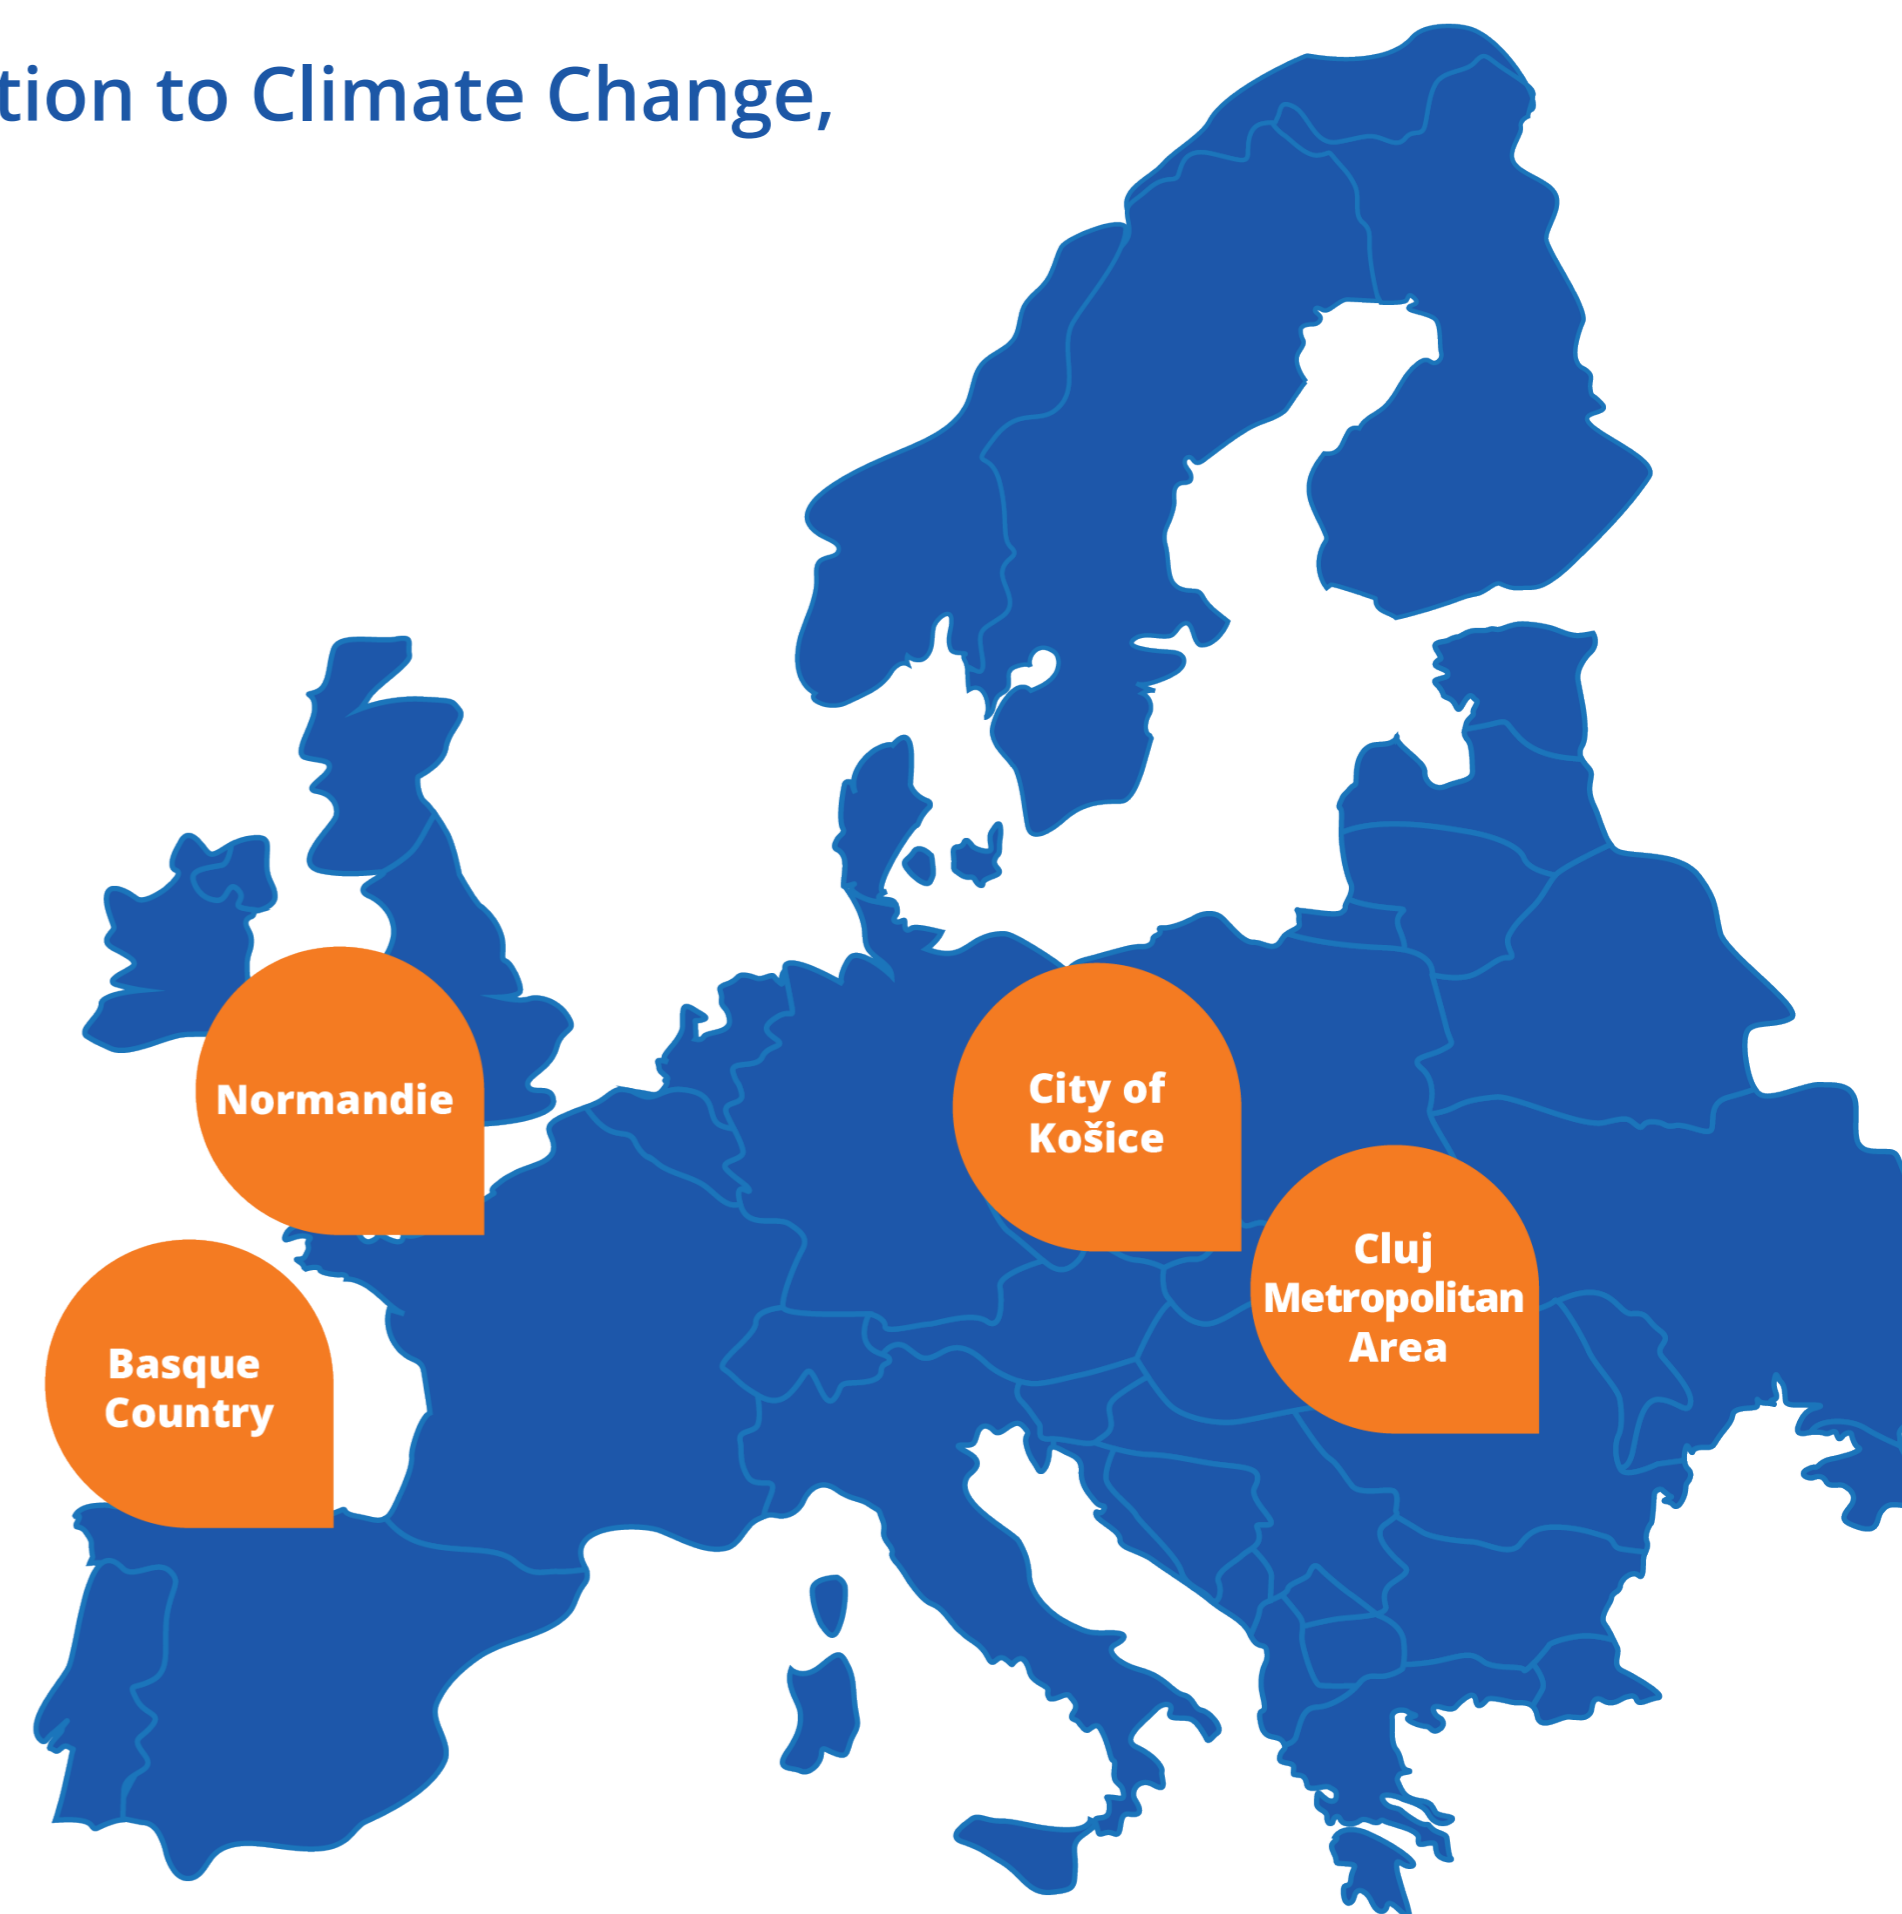 tion to Climate Change,
Normandie
City of
Košice
Cluj
Metropolitan
Area
Basque
Country